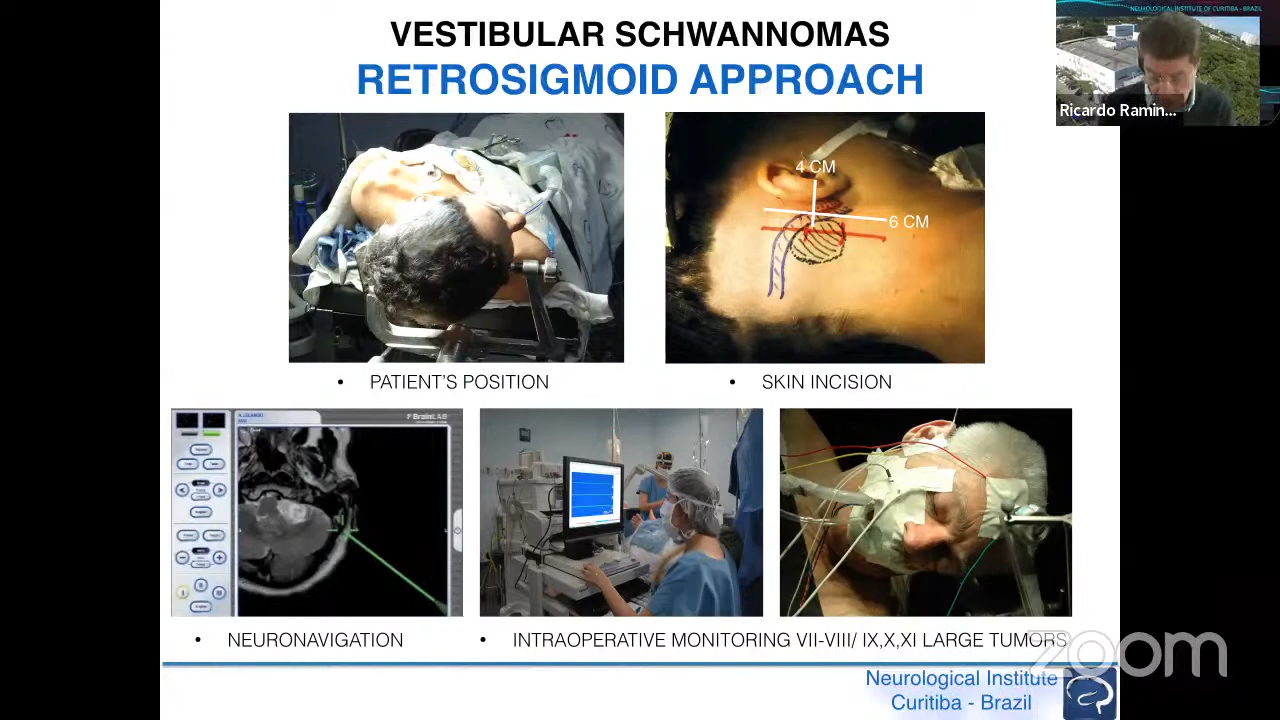 VESTIBULAR SCHWANNOMAS
RETROSIGMOID APPROACH
NEUROLOGICAL INSTITUTE OF CURITIBA - BRAZIL
Ricardo Ramin...
4 CM
6 CM
• PATIENT'S POSITION
• SKIN INCISION
BrainLAB
• NEURONAVIGATION
• INTRAOPERATIVE MONITORING VII-VIII/ IX,X,XI LARGE TUMORS
zoom
Neurological Institute
Curitiba - Brazil